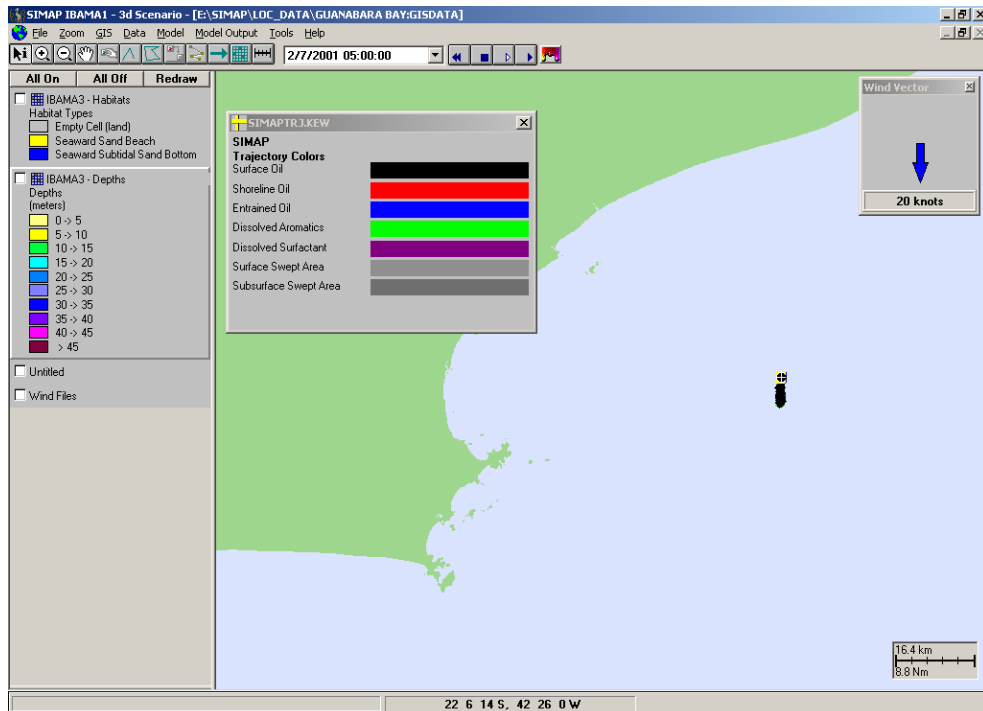 SIMAP IBAMA1 - 3d Scenario - [E:\SIMAP\LOC_DATA\GUANABARA BAY:GISDATA]
File Zoom GIS Data Model Model Output Tools Help
2/7/2001 05:00:00
All On All Off Redraw
IBAMA3 - Habitats
Habitat Types
Empty Cell (land)
Seaward Sand Beach
Seaward Subtidal Sand Bottom
IBAMA3 - Depths
Depths
(meters)
0 -> 5
5 -> 10
10 -> 15
15 -> 20
20 -> 25
25 -> 30
30 -> 35
35 -> 40
40 -> 45
> 45
Untitled
Wind Files
SIMAPTRJ.KEW
SIMAP
Trajectory Colors
Surface Oil
Shoreline Oil
Entrained Oil
Dissolved Aromatics
Dissolved Surfactant
Surface Swept Area
Subsurface Swept Area
Wind Vector
20 knots
16.4 km
8.8 Nm
22 6 14 S, 42 26 0 W